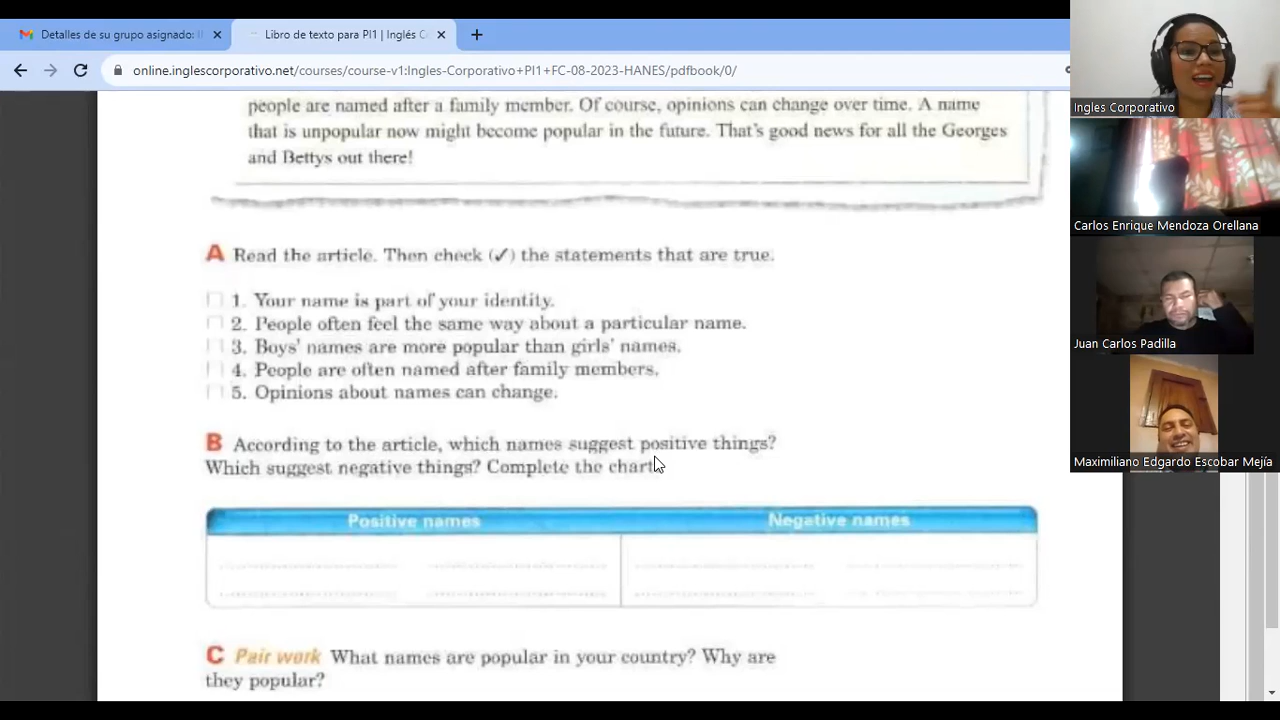 Detalles de su grupo asignado: I
Libro de texto para PI1 | Inglés C
online.inglescorporativo.net/courses/course-v1:Ingles-Corporativo+PI1+FC-08-2023-HANES/pdfbook/0/
people are named after a family member. Of course, opinions can change over time. A name
that is unpopular now might become popular in the future. That's good news for all the Georges
and Bettys out there!
A Read the article. Then check (✓) the statements that are true.
1. Your name is part of your identity.
2. People often feel the same way about a particular name.
3. Boys' names are more popular than girls' names.
4. People are often named after family members.
5. Opinions about names can change.
B According to the article, which names suggest positive things?
Which suggest negative things? Complete the chart
Positive names
Negative names
C Pair work What names are popular in your country? Why are
they popular?
Ingles Corporativo
Carlos Enrique Mendoza Orellana
Juan Carlos Padilla
Maximiliano Edgardo Escobar Mejía